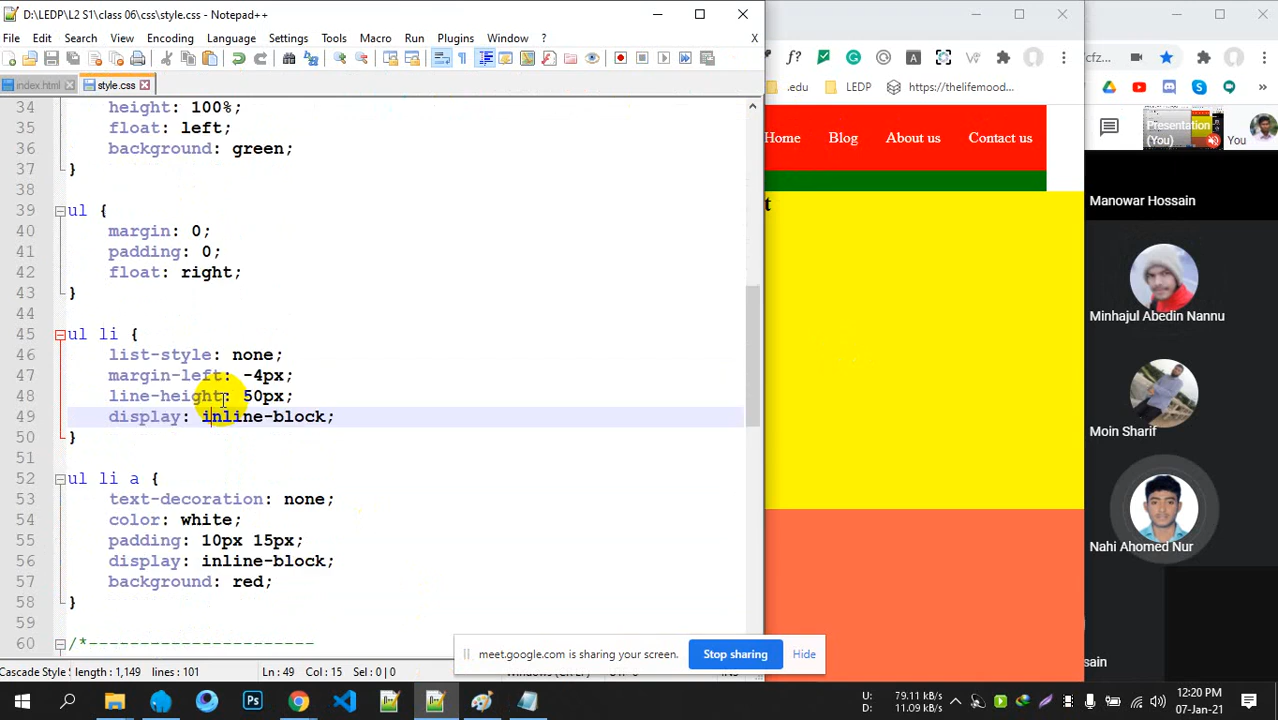 D:\LEDP\L2 S1\class 06\css\style.css - Notepad++
File Edit Search View Encoding Language Settings Tools Macro Run Plugins Window ? X
index.html style.css
34 height: 100%;
35 float: left;
36 background: green;
37 }
38
39 ul {
40 margin: 0;
41 padding: 0;
42 float: right;
43 }
44
45 ul li {
46 list-style: none;
47 margin-left: -4px;
48 line-height: 50px;
49 display: inline-block;
50 }
51
52 ul li a {
53 text-decoration: none;
54 color: white;
55 padding: 10px 15px;
56 display: inline-block;
57 background: red;
58 }
59
60 /*----------------------
Cascade Style length : 1,149 lines : 101 Ln : 49 Col : 15 Sel : 0 | 0
meet.google.com is sharing your screen. Stop sharing Hide
f?
.edu LEDP https://thelifemood...
Home Blog About us Contact us
t
cfz...
Presentation
(You)
You
Manowar Hossain
Minhajul Abedin Nannu
Moin Sharif
Nahi Ahomed Nur
ssain
Ps
U: 79.11 kB/s
D: 11.09 kB/s
12:20 PM
07-Jan-21